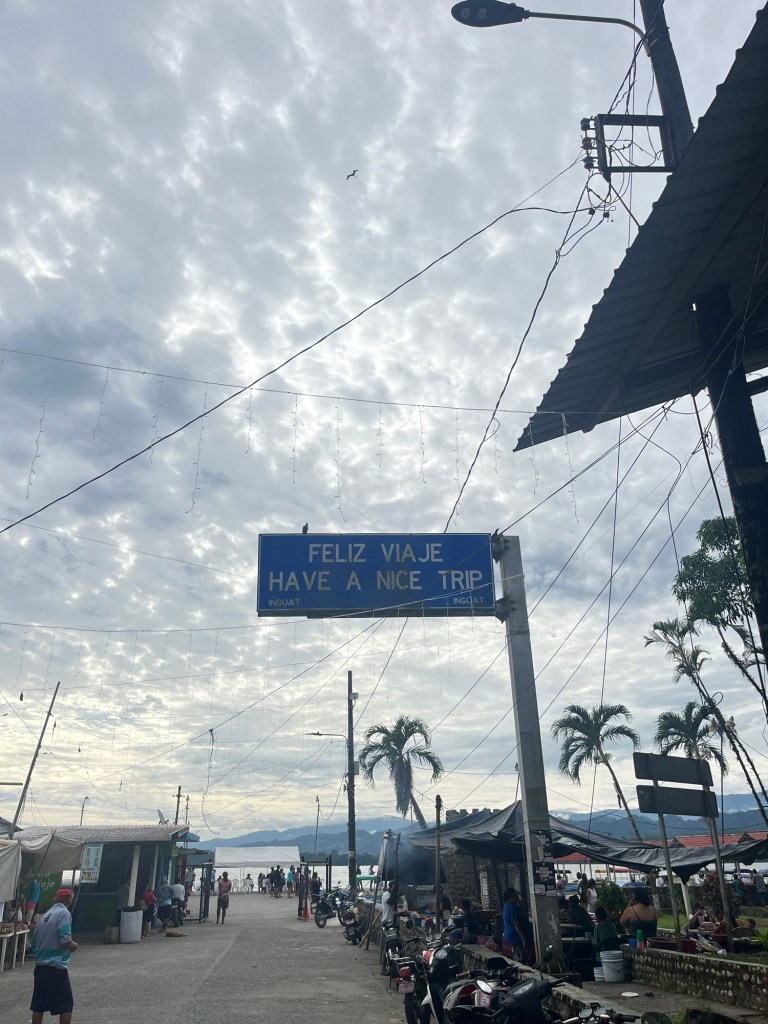 FELIZ VIAJE
HAVE A NICE TRIP
INGUAT INGUAT